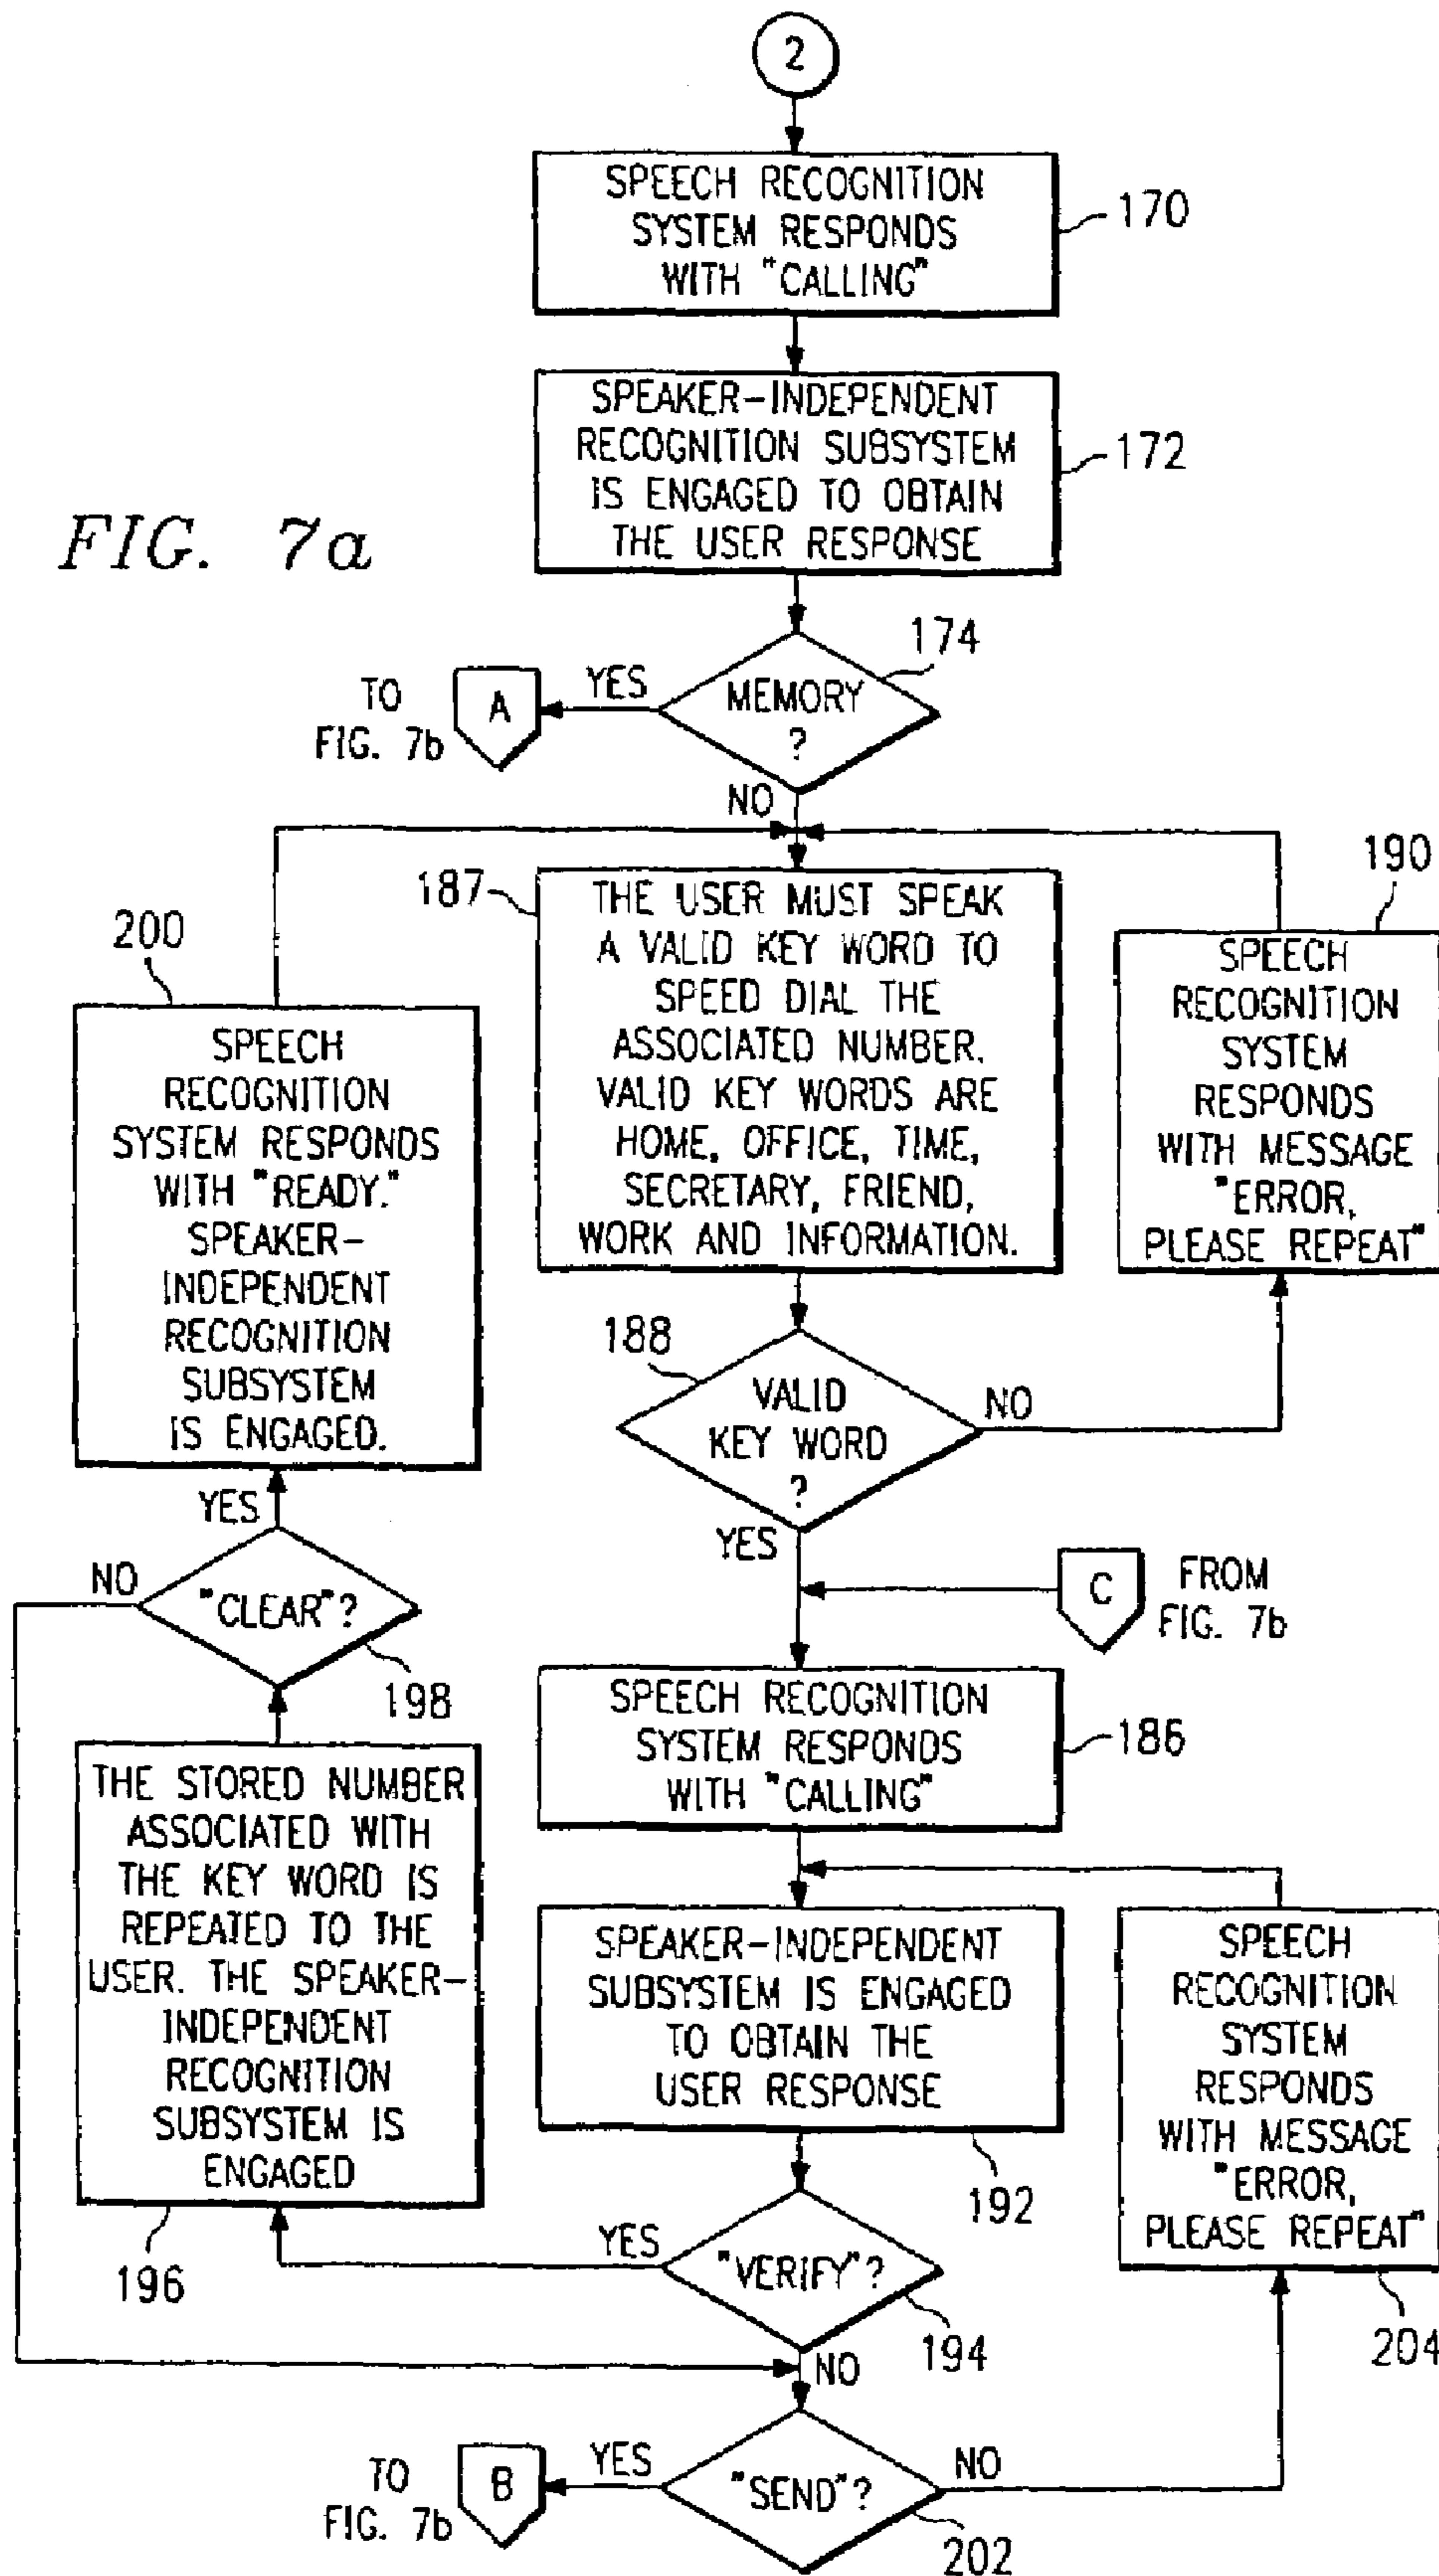 2
SPEECH RECOGNITION
SYSTEM RESPONDS
WITH "CALLING"
170
SPEAKER-INDEPENDENT
RECOGNITION SUBSYSTEM
IS ENGAGED TO OBTAIN
THE USER RESPONSE
172
FIG. 7a
174
MEMORY
?
YES
A
TO
FIG. 7b
NO
187
THE USER MUST SPEAK
A VALID KEY WORD TO
SPEED DIAL THE
ASSOCIATED NUMBER.
VALID KEY WORDS ARE
HOME, OFFICE, TIME,
SECRETARY, FRIEND,
WORK AND INFORMATION.
190
SPEECH
RECOGNITION
SYSTEM
RESPONDS
WITH MESSAGE
"ERROR,
PLEASE REPEAT"
200
SPEECH
RECOGNITION
SYSTEM RESPONDS
WITH "READY."
SPEAKER-
INDEPENDENT
RECOGNITION
SUBSYSTEM
IS ENGAGED.
188
VALID
KEY WORD
?
NO
YES
YES
NO
"CLEAR"?
198
C
FROM
FIG. 7b
SPEECH RECOGNITION
SYSTEM RESPONDS
WITH "CALLING"
186
THE STORED NUMBER
ASSOCIATED WITH
THE KEY WORD IS
REPEATED TO THE
USER. THE SPEAKER-
INDEPENDENT
RECOGNITION
SUBSYSTEM IS
ENGAGED
196
SPEAKER-INDEPENDENT
SUBSYSTEM IS ENGAGED
TO OBTAIN THE
USER RESPONSE
192
SPEECH
RECOGNITION
SYSTEM
RESPONDS
WITH MESSAGE
"ERROR,
PLEASE REPEAT"
204
YES
"VERIFY"?
194
NO
TO
FIG. 7b
B
YES
"SEND"?
NO
202